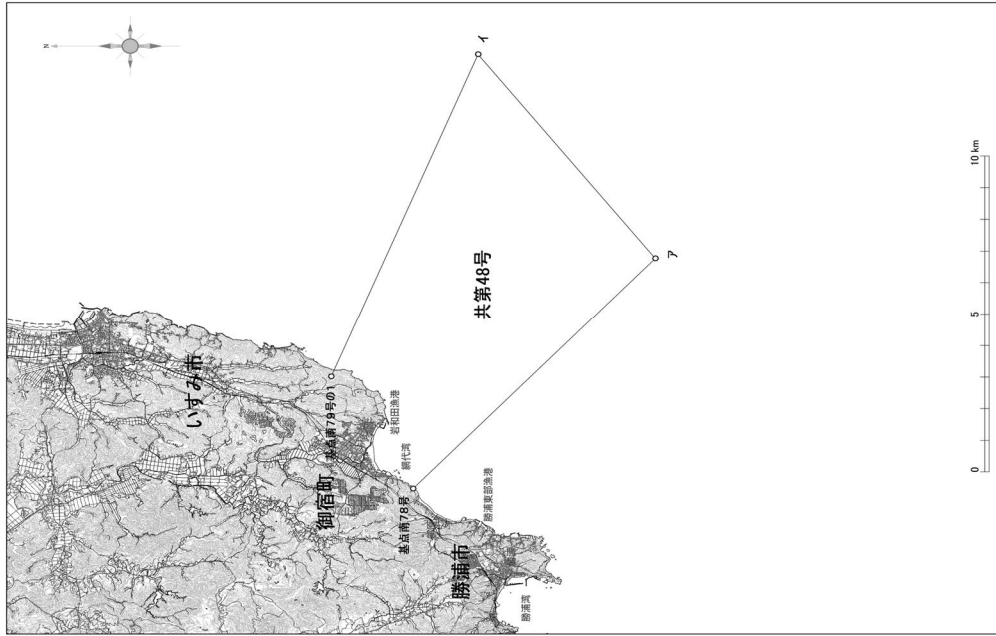 N
イ
ア
共第48号
いすみ市
基点南79号の1
岩和田漁港
網代湾
御宿町
基点南78号
勝浦東部漁港
勝浦市
勝浦湾
0
5
10 km